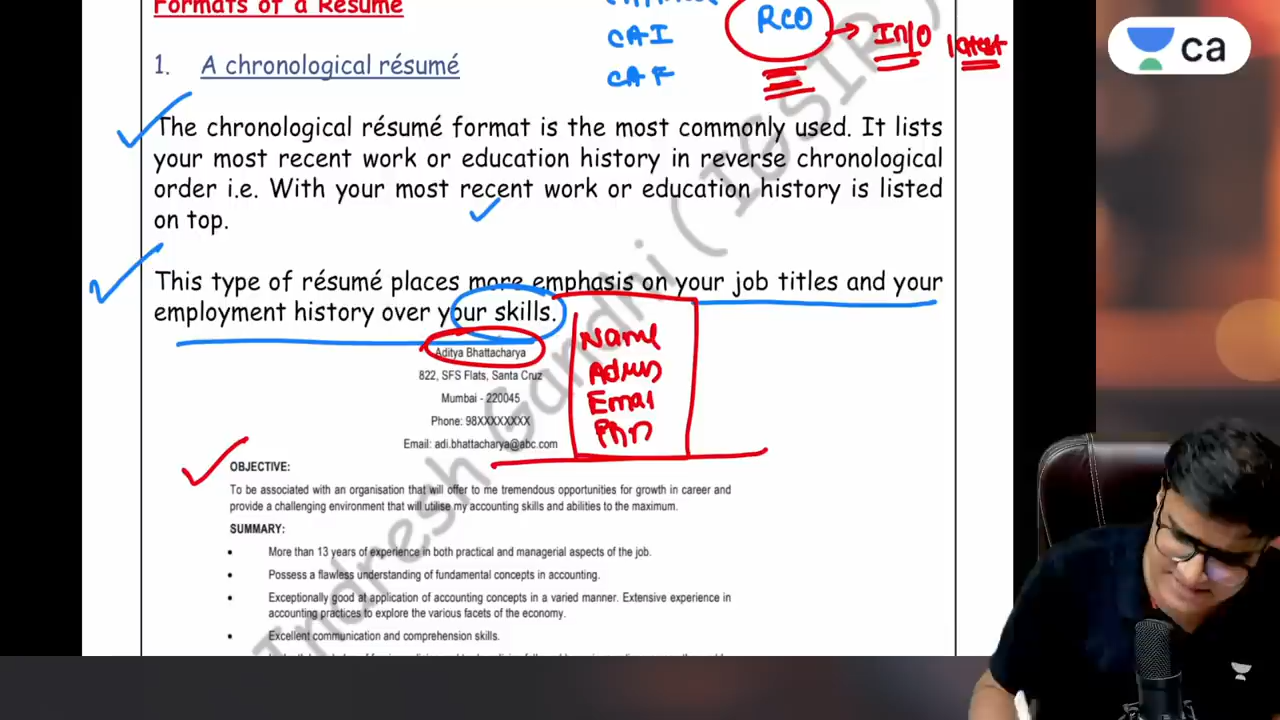 Formats of a Résumé
RCO
CAI
Info
latest
CAF
ca
1. A chronological résumé
The chronological résumé format is the most commonly used. It lists
your most recent work or education history in reverse chronological
order i.e. With your most recent work or education history is listed
on top.
This type of résumé places more emphasis on your job titles and your
employment history over your skills.
Aditya Bhattacharya
822, SFS Flats, Santa Cruz
Mumbai - 220045
Phone: 98XXXXXXXX
Email: adi.bhattacharya@abc.com
Name
Email
OBJECTIVE:
To be associated with an organisation that will offer to me tremendous opportunities for growth in career and
provide a challenging environment that will utilise my accounting skills and abilities to the maximum.
SUMMARY:
• More than 13 years of experience in both practical and managerial aspects of the job.
• Possess a flawless understanding of fundamental concepts in accounting.
• Exceptionally good at application of accounting concepts in a varied manner. Extensive experience in
accounting practices to explore the various facets of the economy.
• Excellent communication and comprehension skills.
Indresh Gandhi (IGSIR)